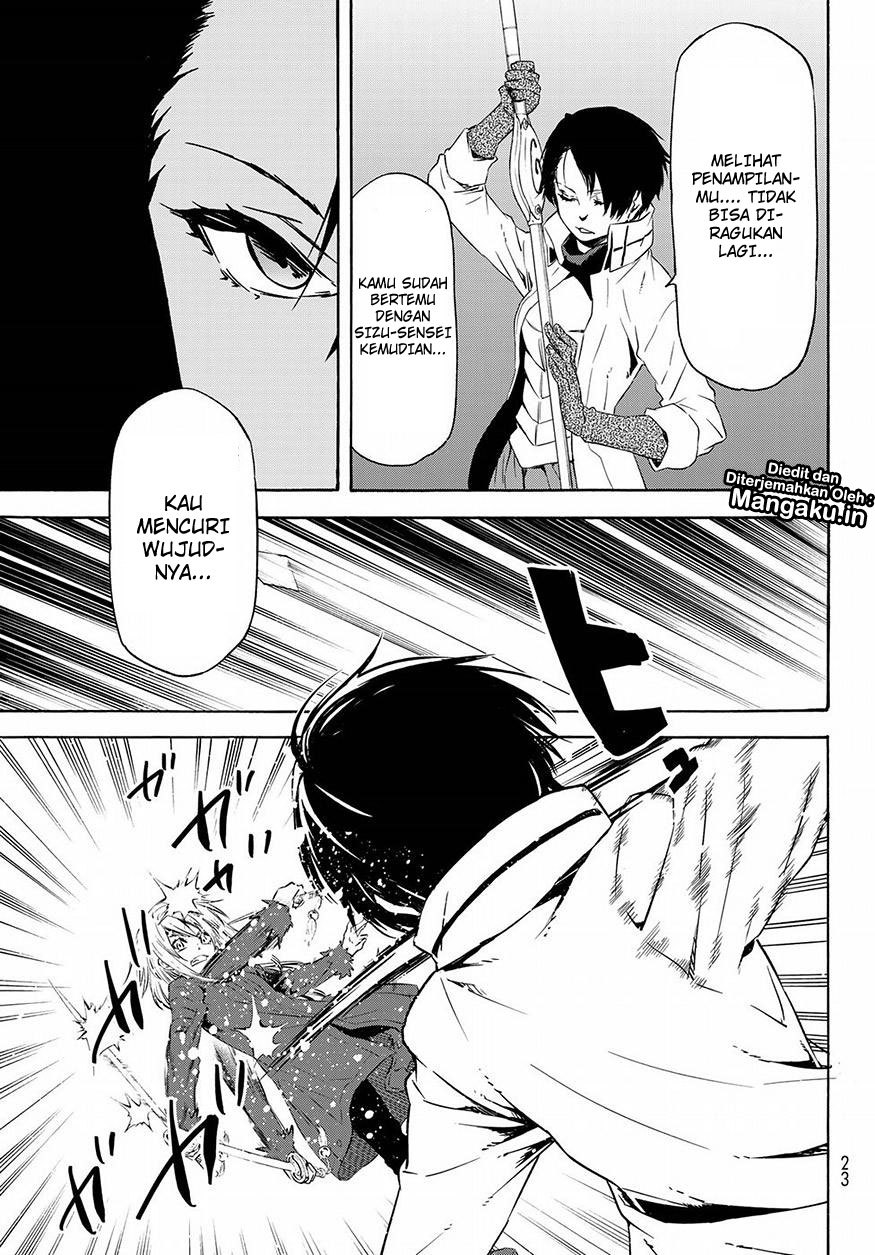 MELIHAT
PENAMPILAN-
MU.... TIDAK
BISA DI-
RAGUKAN
LAGI...
KAMU SUDAH
BERTEMU
DENGAN
SIZU-SENSEI
KEMUDIAN...
Diedit dan
Diterjemahkan Oleh :
Mangaku.in
KAU
MENCURI
WUJUD-
NYA...
ヒュ
ガ
ガ
ガ
ガ
ガ
23